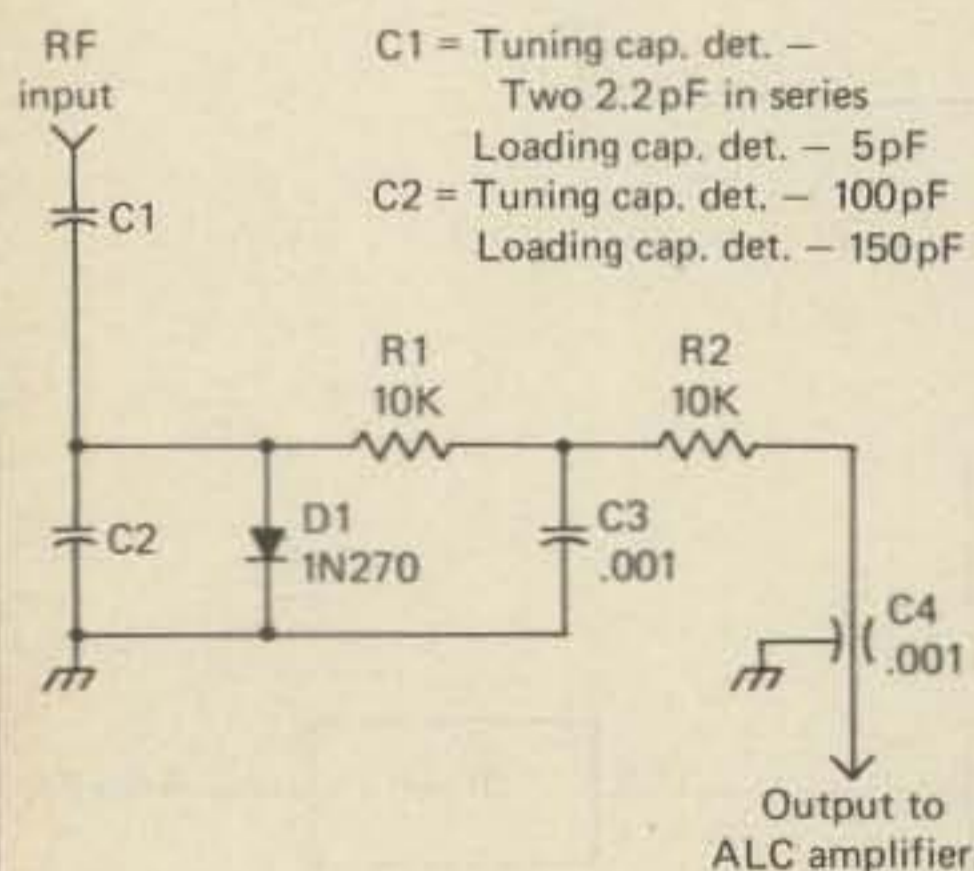 RF
input
C1 = Tuning cap. det. —
Two 2.2pF in series
Loading cap. det. — 5pF
C2 = Tuning cap. det. — 100pF
Loading cap. det. — 150pF
C1
R1
10K
R2
10K
C2
D1
1N270
C3
.001
C4
.001
Output to
ALC amplifier